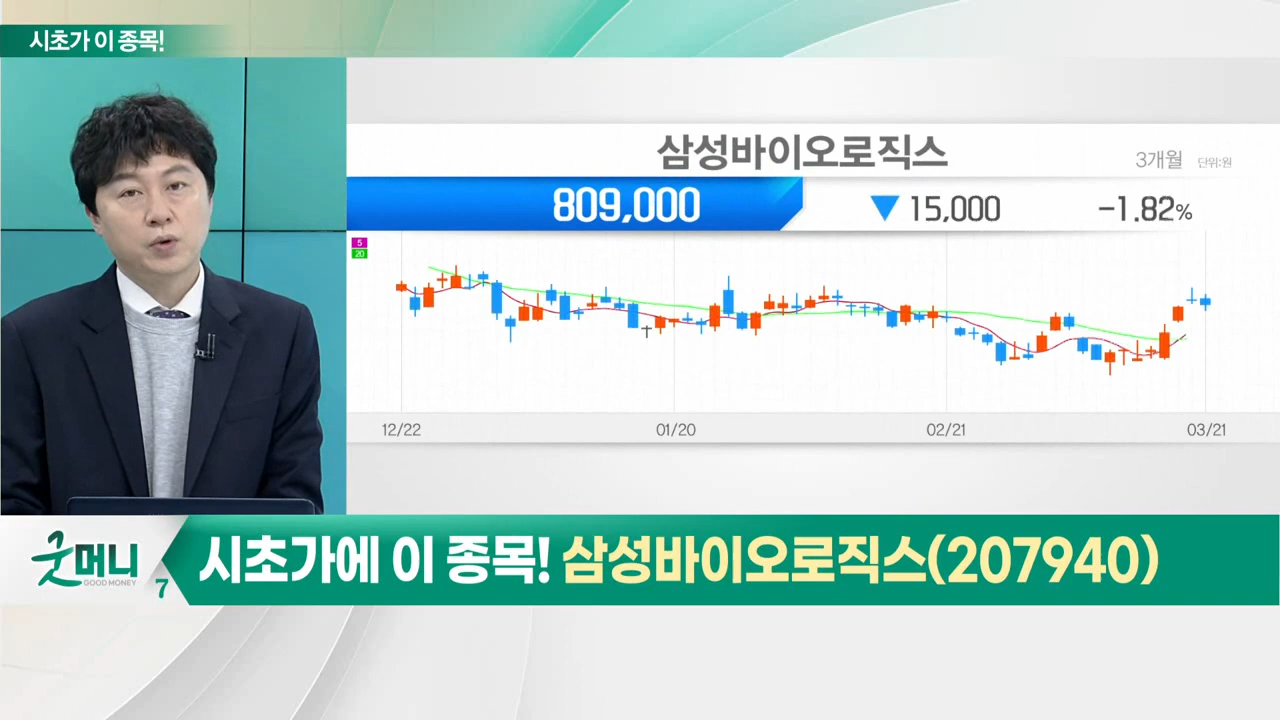 시초가 이 종목!
삼성바이오로직스
3개월 단위:원
809,000 ▼ 15,000 -1.82%
5
20
12/22 01/20 02/21 03/21
굿머니
GOOD MONEY
7
시초가에 이 종목! 삼성바이오로직스(207940)